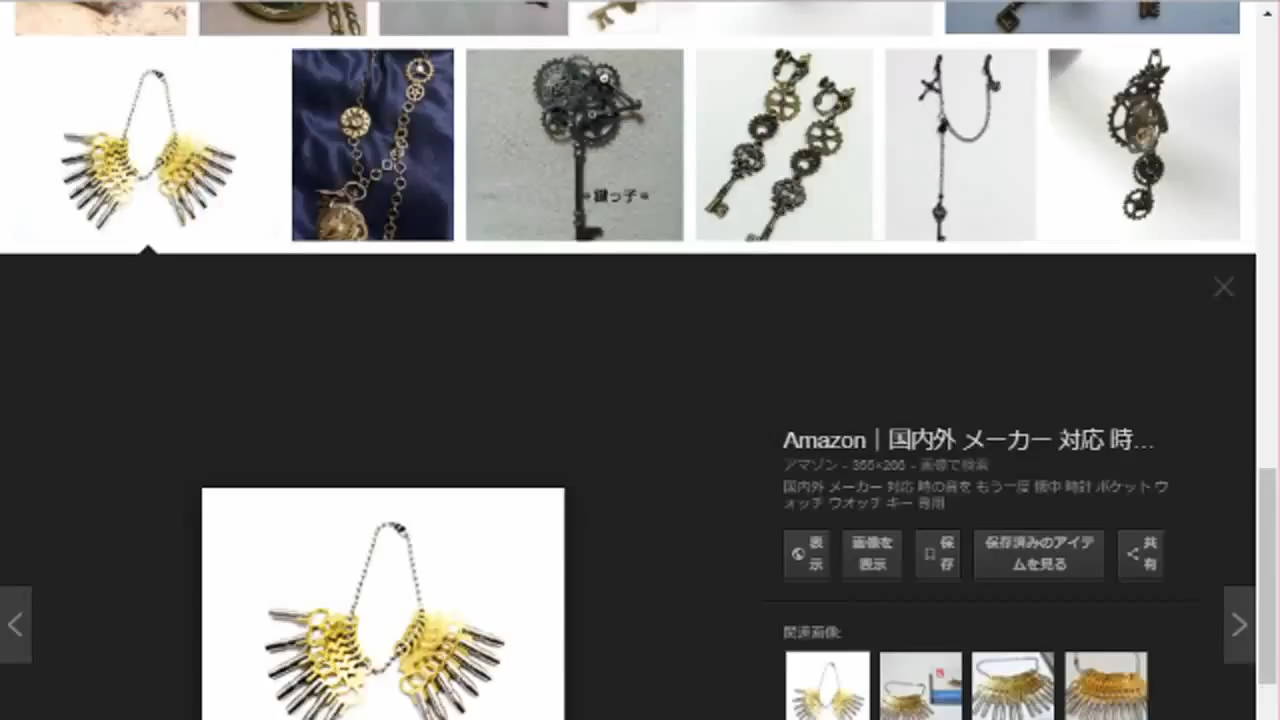 鍵っ子
Amazon｜国内外 メーカー 対応 時...
アマゾン - 355×266 - 画像で検索
国内外 メーカー 対応 時の音を もう一度 懐中 時計 ポケット ウ
ォッチ ウオッチ キー 専用
表
示
画像を
表示
保
存
保存済みのアイテ
ムを見る
共
有
関連画像: